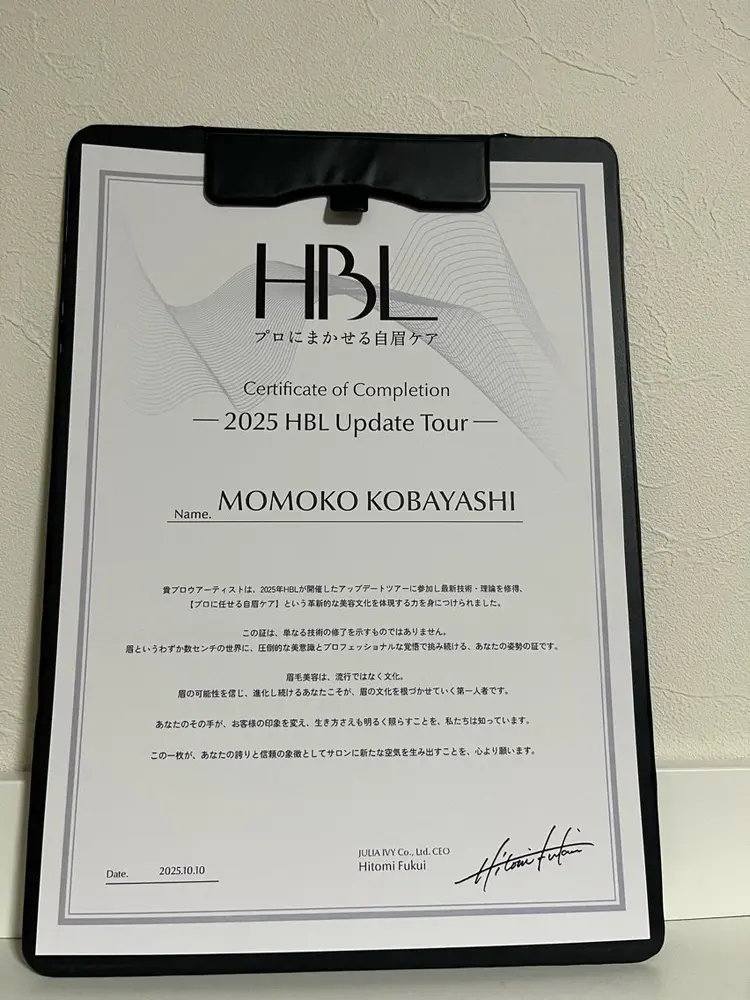 HBL
プロにまかせる自眉ケア
Certificate of Completion
— 2025 HBL Update Tour —
Name. MOMOKO KOBAYASHI
貴ブロウアーティストは、2025年HBLが開催したアップデートツアーに参加し最新技術・理論を修得、
【プロに任せる自眉ケア】という革新的な美容文化を体現する力を身につけられました。
この証は、単なる技術の修了を示すものではありません。
眉というわずか数センチの世界に、圧倒的な美意識とプロフェッショナルな覚悟で挑み続ける、あなたの姿勢の証です。
眉毛美容は、流行ではなく文化。
眉の可能性を信じ、進化し続けるあなたこそが、眉の文化を根づかせていく第一人者です。
あなたのその手が、お客様の印象を変え、生き方さえも明るく照らすことを、私たちは知っています。
この一枚が、あなたの誇りと信頼の象徴としてサロンに新たな空気を生み出すことを、心より願います。
Date. 2025.10.10
JULIA IVY Co., Ltd. CEO
Hitomi Fukui
Hitomi Fukui